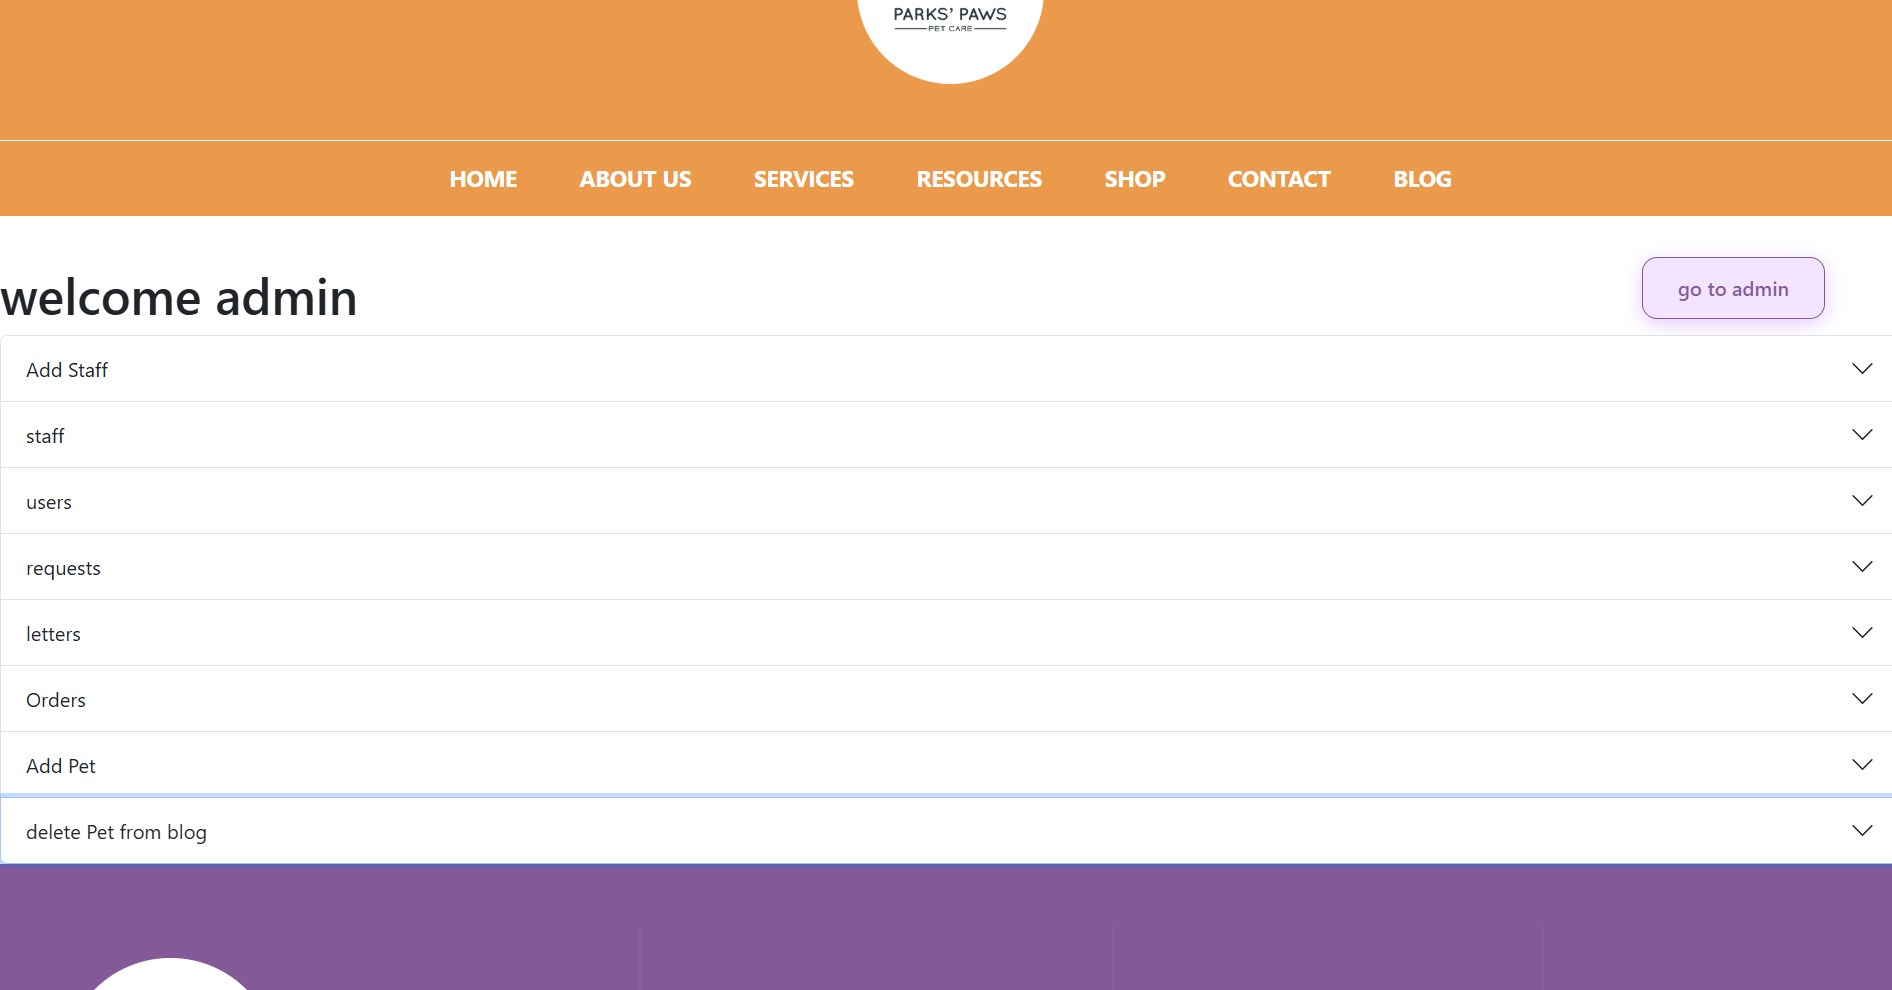 PARKS' PAWS
PET CARE
HOME ABOUT US SERVICES RESOURCES SHOP CONTACT BLOG
welcome admin
go to admin
Add Staff
staff
users
requests
letters
Orders
Add Pet
delete Pet from blog